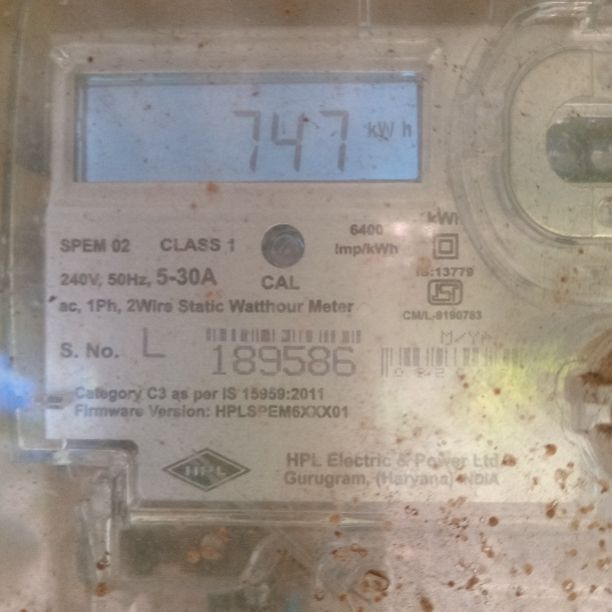 747 kWh
kWh
SPEM 02 CLASS 1 6400
Imp/kWh
IS:13779
240V, 50Hz, 5-30A CAL
ac, 1Ph, 2Wire Static Watthour Meter
CM/L-9190783
S. No. L 189586
M/YR
Category C3 as per IS 15959:2011
Firmware Version: HPLSPEM6XXX01
HPL
HPL Electric & Power Ltd
Gurugram, (Haryana) INDIA